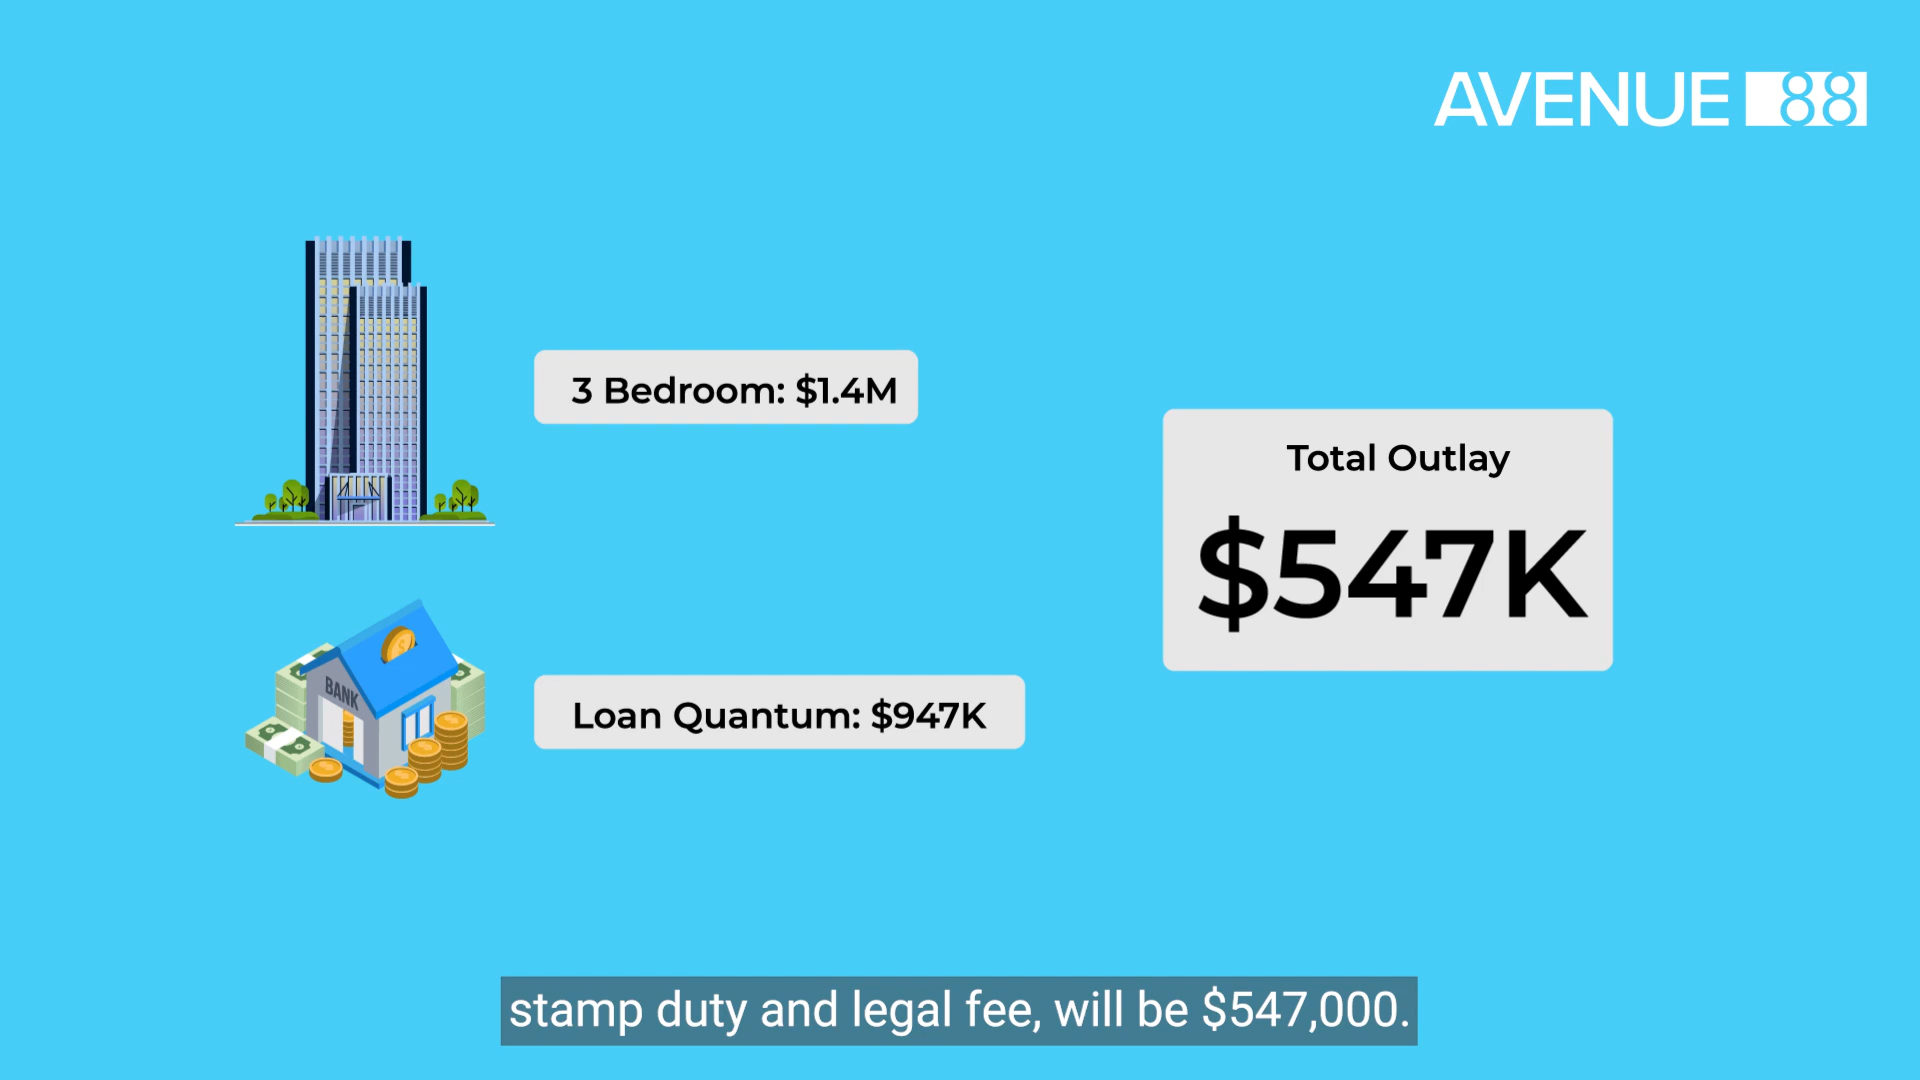 AVENUE 88
3 Bedroom: $1.4M
Total Outlay
$547K
BANK
Loan Quantum: $947K
stamp duty and legal fee, will be $547,000.